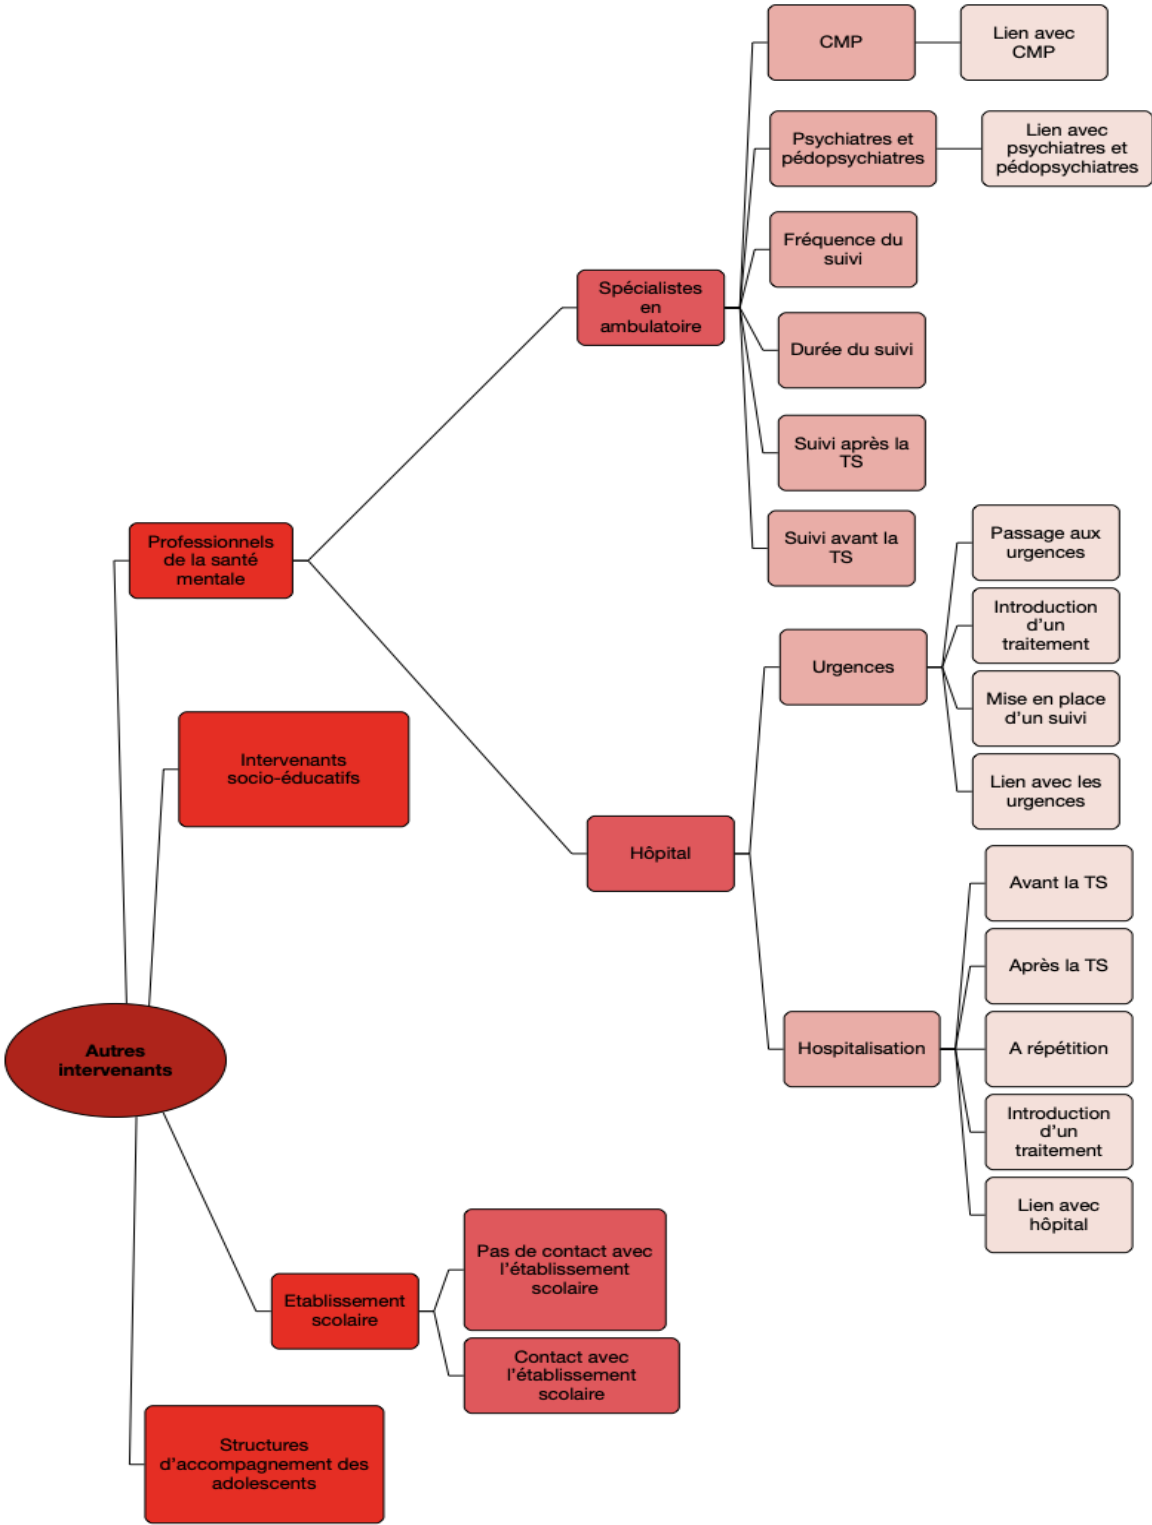 CMP
Lien avec
CMP
Psychiatres et
pédopsychiatres
Lien avec
psychiatres et
pédopsychiatres
Fréquence du
suivi
Spécialistes
en
ambulatoire
Durée du suivi
Suivi après la
TS
Suivi avant la
TS
Professionnels
de la santé
mentale
Passage aux
urgences
Introduction
d'un
traitement
Urgences
Mise en place
d'un suivi
Lien avec les
urgences
Intervenants
socio-éducatifs
Hôpital
Avant la TS
Après la TS
Hospitalisation
A répétition
Introduction
d'un
traitement
Lien avec
hôpital
Autres
intervenants
Pas de contact avec
l'établissement
scolaire
Etablissement
scolaire
Contact avec
l'établissement
scolaire
Structures
d'accompagnement des
adolescents